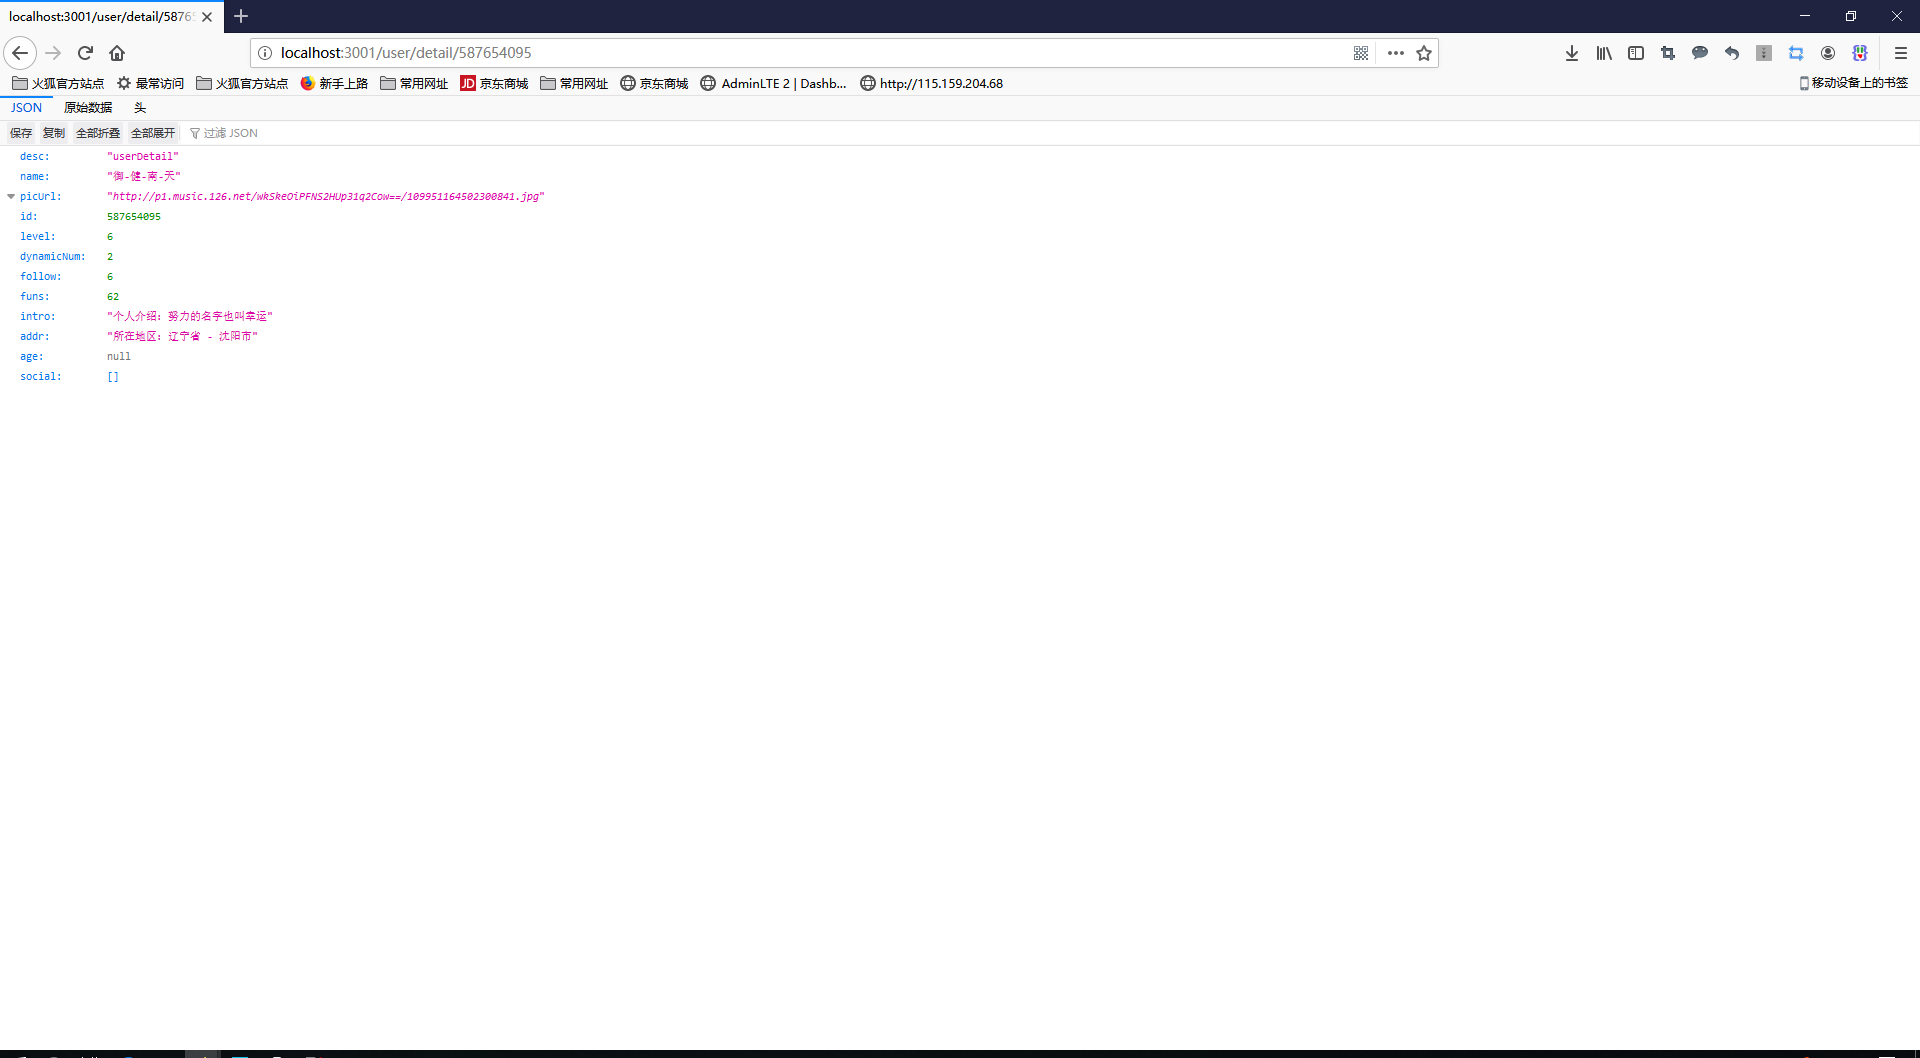 localhost:3001/user/detail/5876
localhost:3001/user/detail/587654095
火狐官方站点 最常访问 火狐官方站点 新手上路 常用网址 JD 京东商城 常用网址 京东商城 AdminLTE 2 | Dashb... http://115.159.204.68 移动设备上的书签
JSON 原始数据 头
保存 复制 全部折叠 全部展开 过滤 JSON
desc: "userDetail"
name: "御-健-南-天"
picUrl: "http://p1.music.126.net/wkSkeOiPFNS2HUp31q2Cow==/109951164502300841.jpg"
id: 587654095
level: 6
dynamicNum: 2
follow: 6
funs: 62
intro: "个人介绍：努力的名字也叫幸运"
addr: "所在地区：辽宁省 - 沈阳市"
age: null
social: []